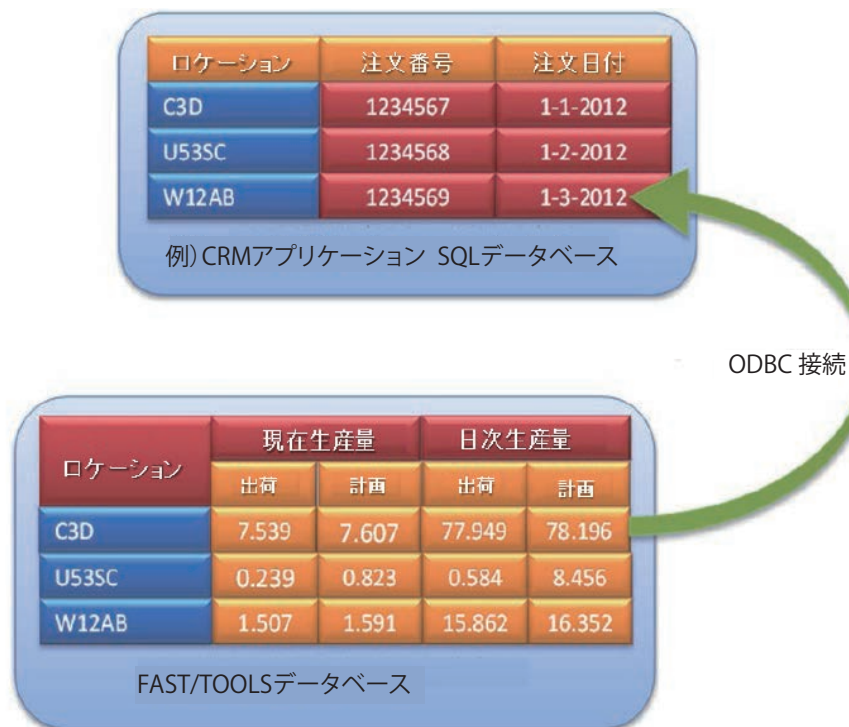 ロケーション 注文番号 注文日付
C3D 1234567 1-1-2012
U53SC 1234568 1-2-2012
W12AB 1234569 1-3-2012
例）CRMアプリケーション SQLデータベース
ODBC 接続
ロケーション 現在生産量 日次生産量
出荷 計画 出荷 計画
C3D 7.539 7.607 77.949 78.196
U53SC 0.239 0.823 0.584 8.456
W12AB 1.507 1.591 15.862 16.352
FAST/TOOLSデータベース